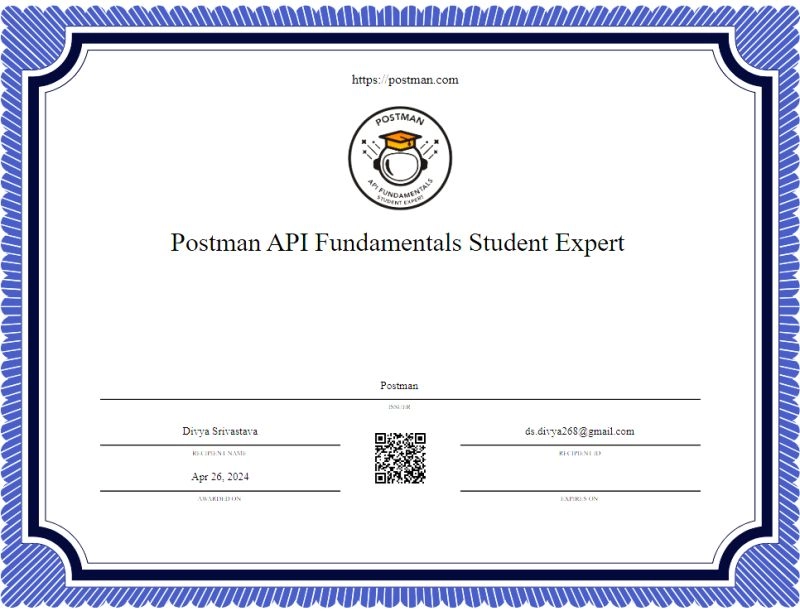 https://postman.com
POSTMAN
API FUNDAMENTALS
STUDENT EXPERT
Postman API Fundamentals Student Expert
Postman
ISSUER
Divya Srivastava
ds.divya268@gmail.com
RECIPIENT NAME
RECIPIENT ID
Apr 26, 2024
AWARDED ON
EXPIRES ON